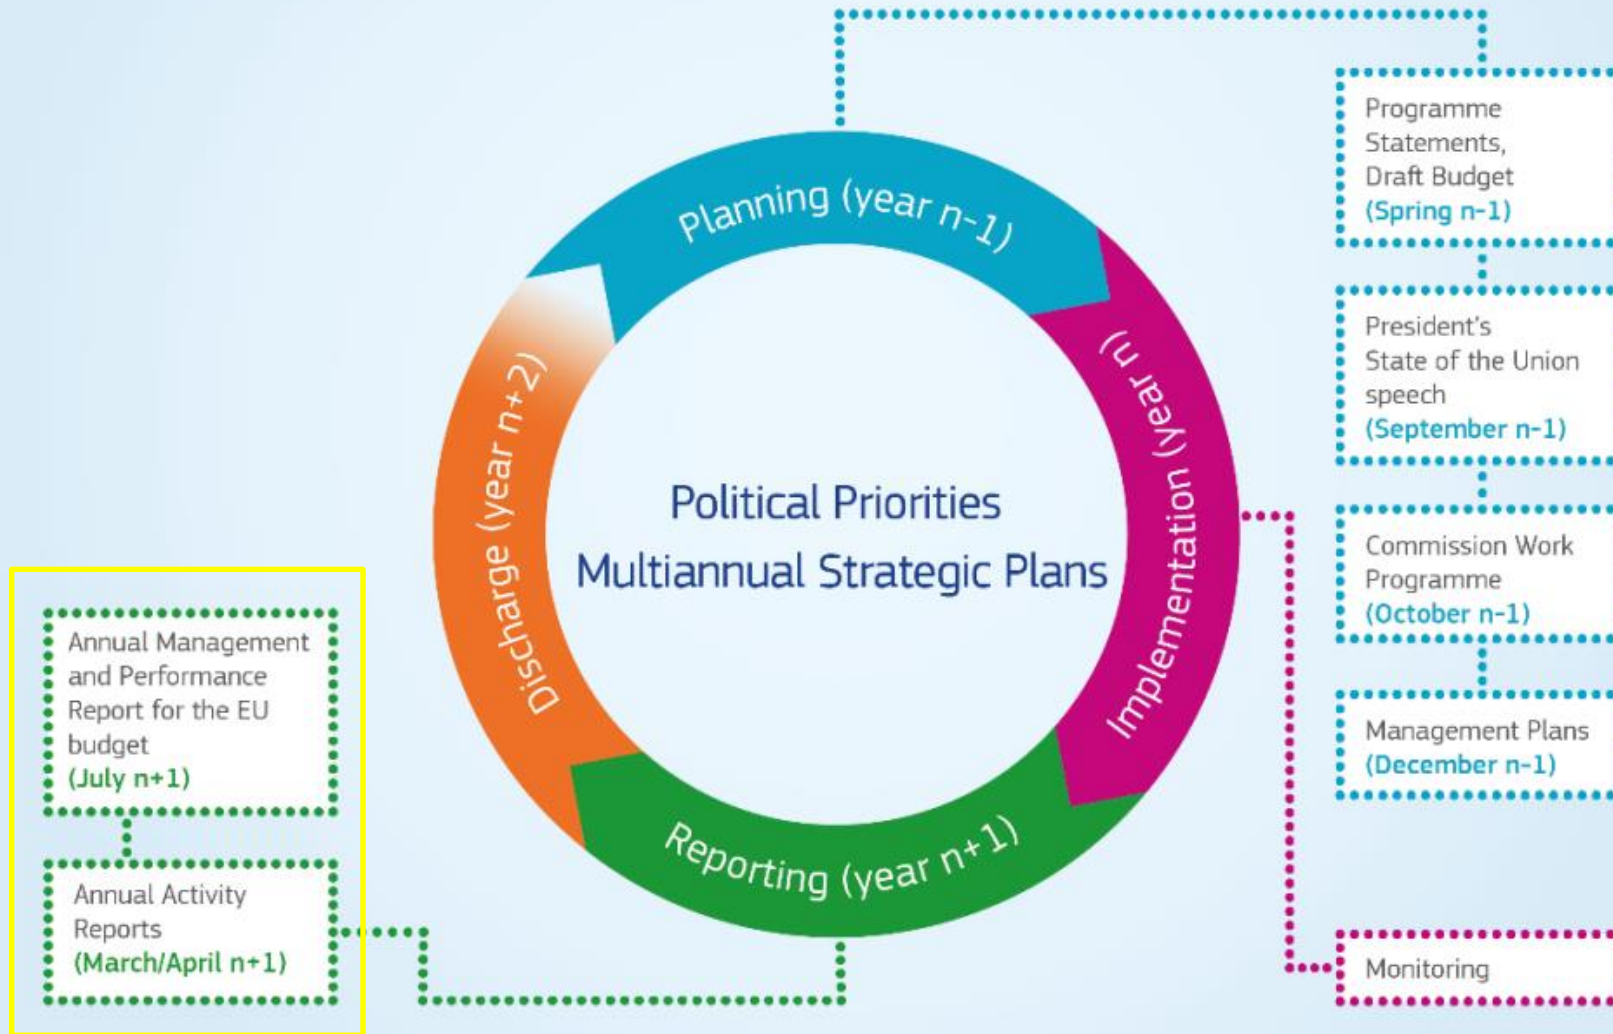 Planning (year n-1)
Implementation (year n)
Reporting (year n+1)
Discharge (year n+2)
Political Priorities
Multiannual Strategic Plans
Programme
Statements,
Draft Budget
(Spring n-1)
President's
State of the Union
speech
(September n-1)
Commission Work
Programme
(October n-1)
Management Plans
(December n-1)
Monitoring
Annual Management
and Performance
Report for the EU
budget
(July n+1)
Annual Activity
Reports
(March/April n+1)